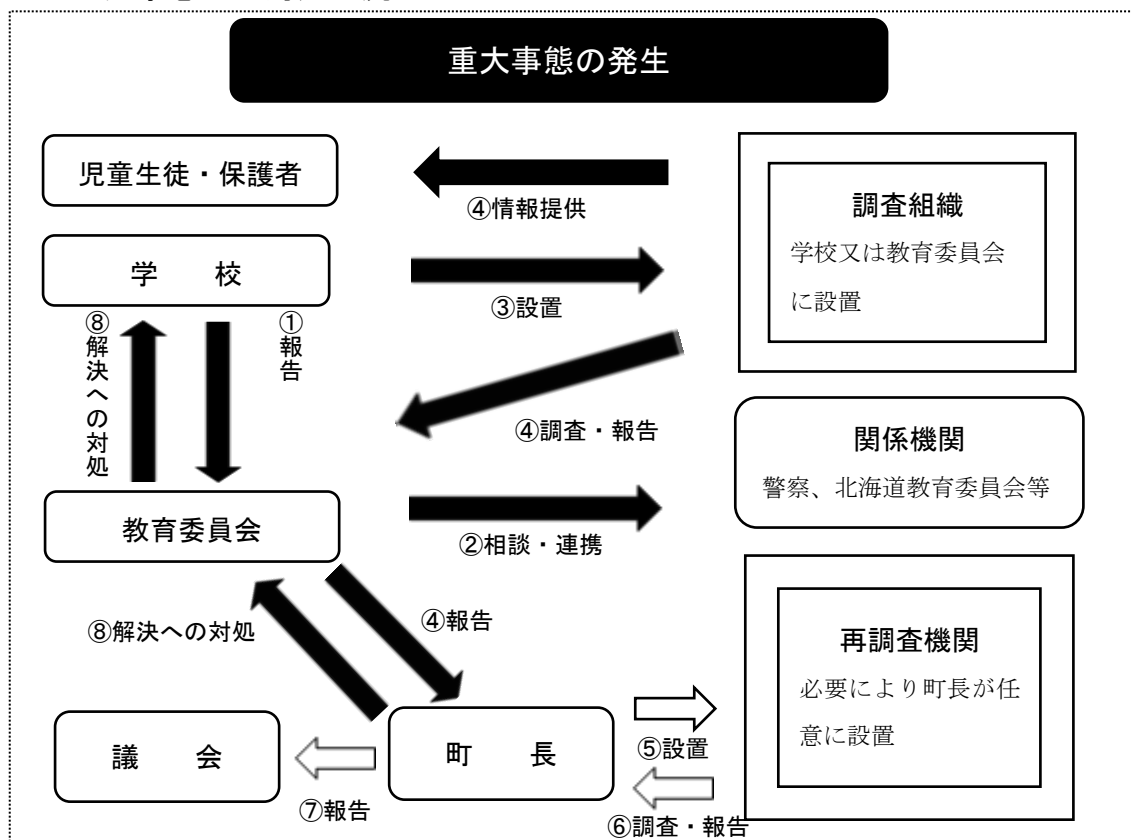 重大事態の発生
児童生徒・保護者
④情報提供
調査組織
学校又は教育委員会
に設置
学　校
③設置
⑧解決への対処
①報告
④調査・報告
関係機関
警察、北海道教育委員会等
教育委員会
②相談・連携
⑧解決への対処
④報告
再調査機関
必要により町長が任
意に設置
議　会
⑦報告
町　長
⑤設置
⑥調査・報告